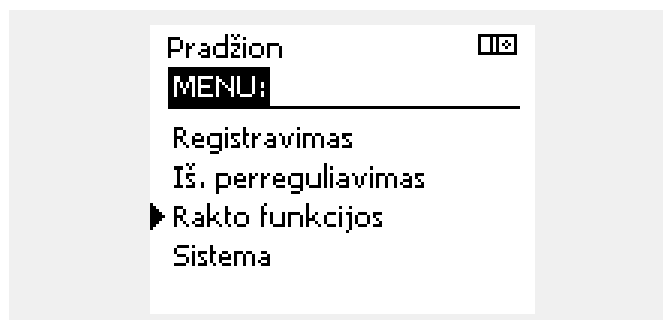 Pradžion
MENU:
Registravimas
Iš. perreguliavimas
Rakto funkcijos
Sistema